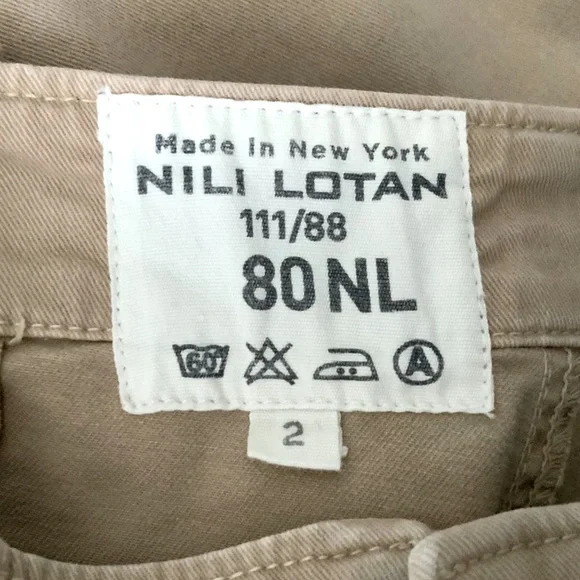 Made in New York
NILI LOTAN
111/88
80 NL
60° A
2